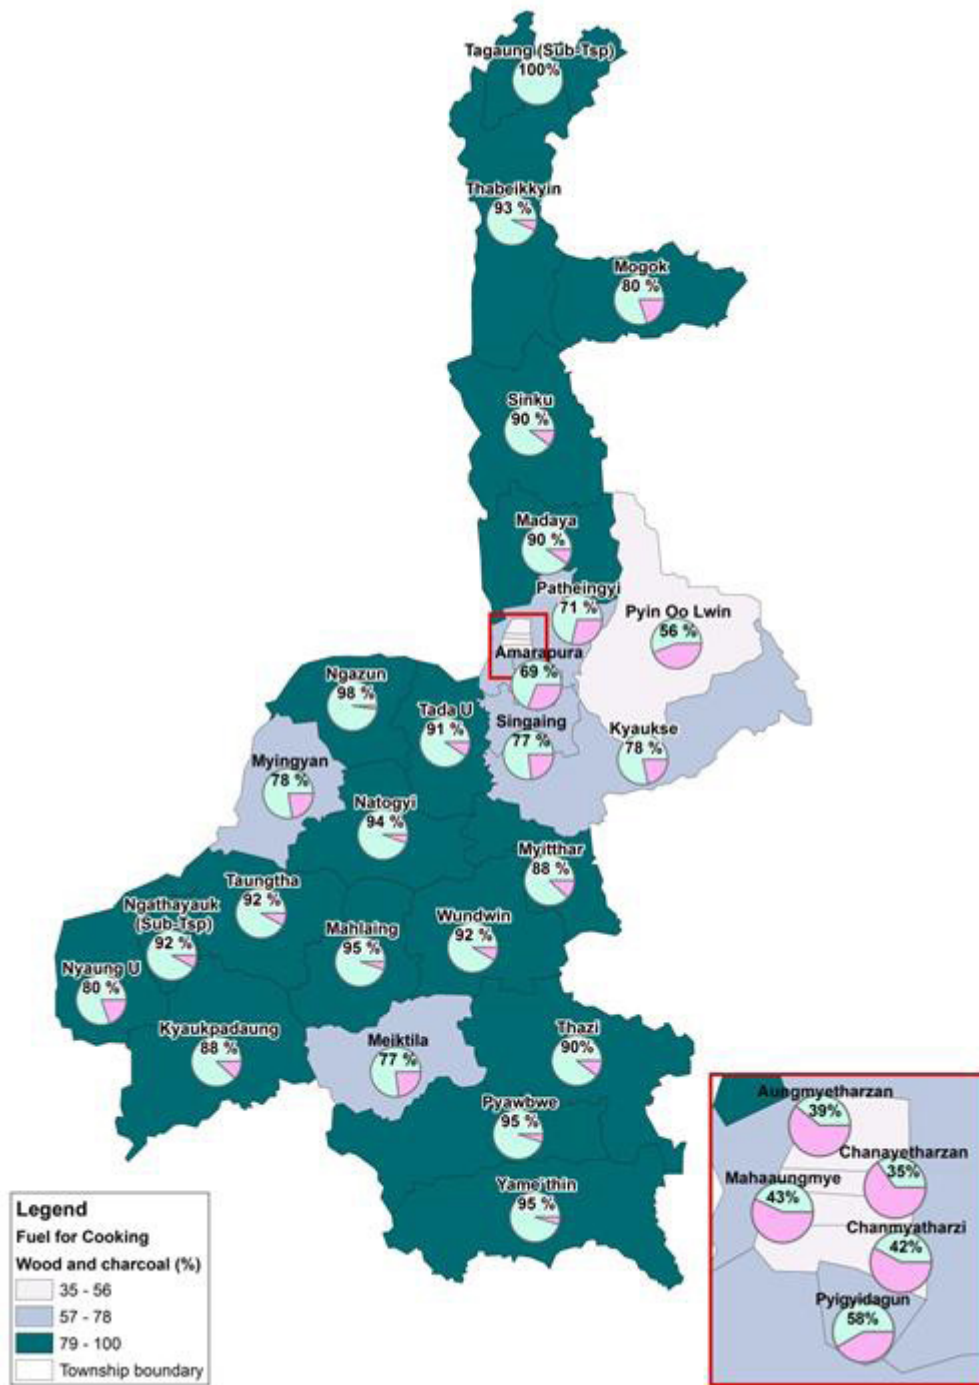 Tagaung (Sub-Tsp)
100%
Thabeikkyin
93 %
Mogok
80 %
Sinku
90 %
Madaya
90 %
Patheingyi
71 %
Pyin Oo Lwin
56 %
Amarapura
69 %
Ngazun
98 %
Tada U
91 %
Singaing
77 %
Kyaukse
78 %
Myingyan
78 %
Natogyi
94 %
Myitthar
88 %
Taungtha
92 %
Ngathayauk
(Sub-Tsp)
92 %
Mahlaing
95 %
Wundwin
92 %
Nyaung U
80 %
Kyaukpadaung
88 %
Meiktila
77 %
Thazi
90%
Pyawbwe
95 %
Yame'thin
95 %
Aungmyetharzan
39%
Chanayetharzan
35%
Mahaaungmye
43%
Chanmyatharzi
42%
Pyigyidagun
58%
Legend
Fuel for Cooking
Wood and charcoal (%)
35 - 56
57 - 78
79 - 100
Township boundary